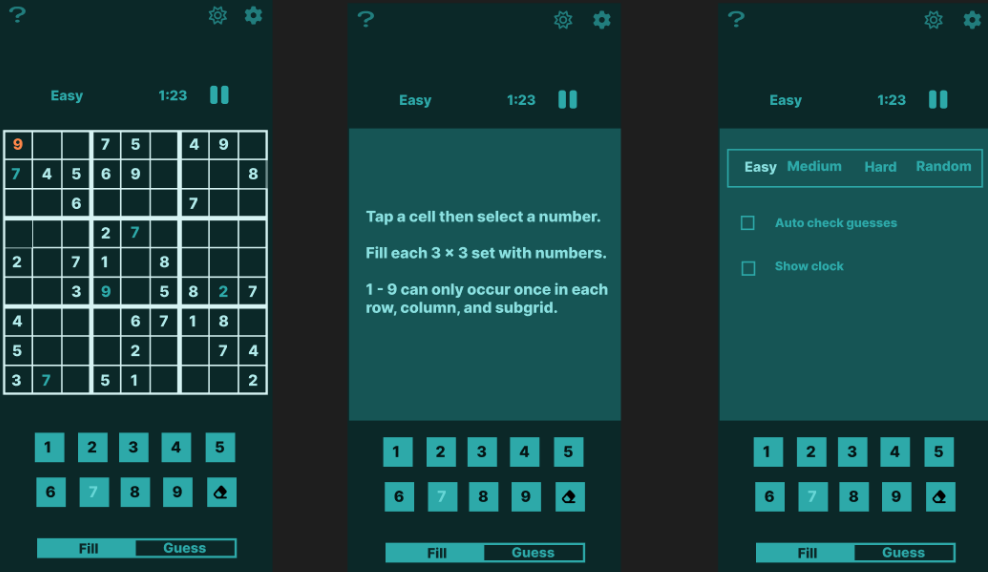 ?
Easy 1:23
9 7 5 4 9
7 4 5 6 9 8
6 7
2 7
2 7 1 8
3 9 5 8 2 7
4 6 7 1 8
5 2 7 4
3 7 5 1 2
1 2 3 4 5
6 7 8 9
Fill Guess
?
Easy 1:23
Tap a cell then select a number.
Fill each 3 × 3 set with numbers.
1 - 9 can only occur once in each
row, column, and subgrid.
1 2 3 4 5
6 7 8 9
Fill Guess
?
Easy 1:23
Easy Medium Hard Random
Auto check guesses
Show clock
1 2 3 4 5
6 7 8 9
Fill Guess